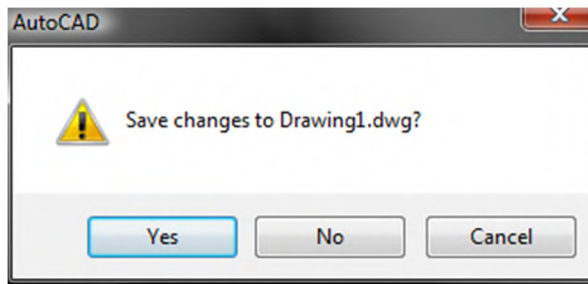 AutoCAD
Save changes to Drawing1.dwg?
Yes
No
Cancel